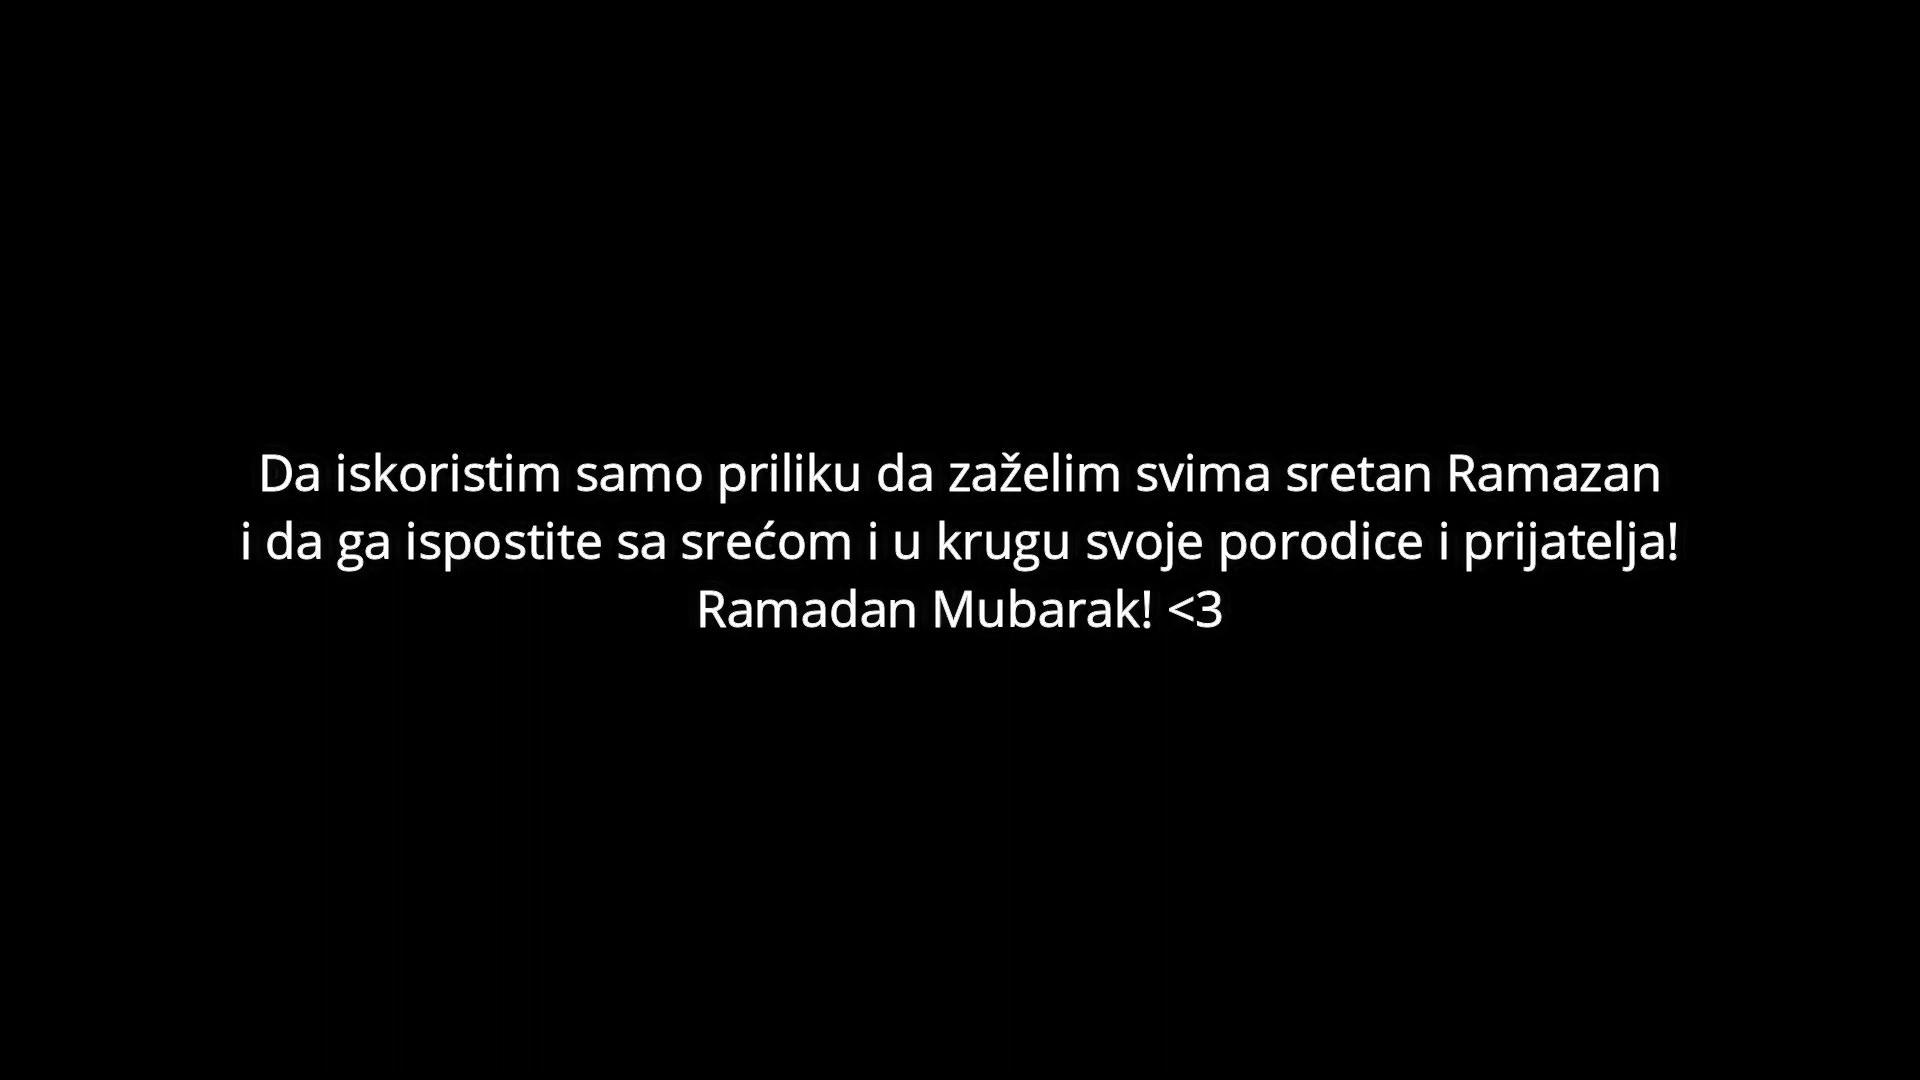 Da iskoristim samo priliku da zaželim svima sretan Ramazan
i da ga ispostite sa srećom i u krugu svoje porodice i prijatelja!
Ramadan Mubarak! <3